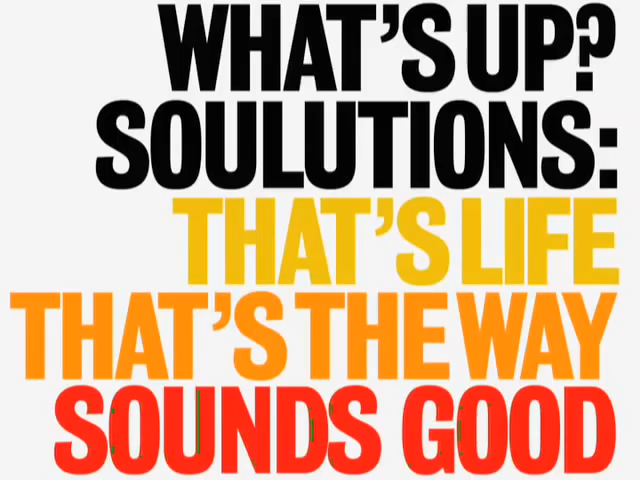 WHAT'S UP?
SOULUTIONS:
THAT'S LIFE
THAT'S THE WAY
SOUNDS GOOD